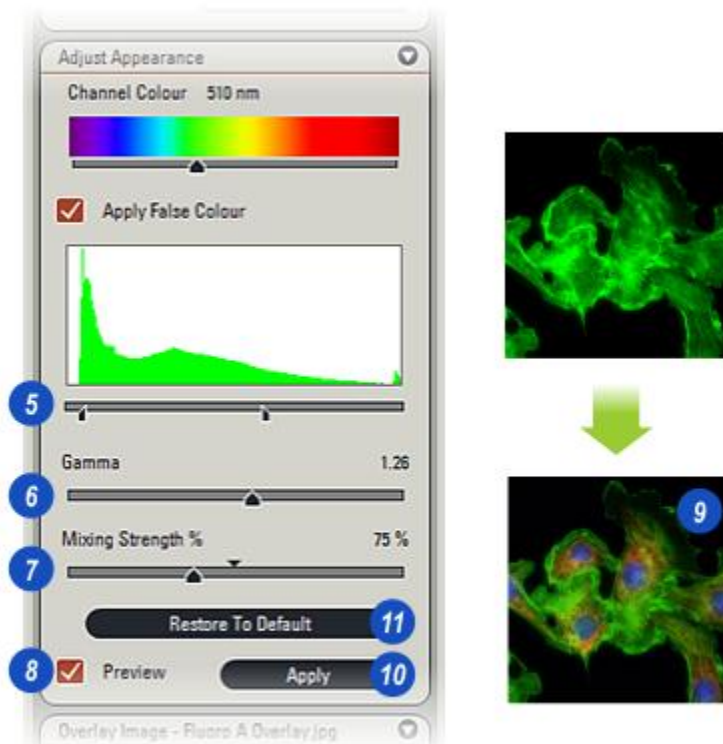 Adjust Appearance
Channel Colour 510 nm
Apply False Colour
5
Gamma 1.26
6
Mixing Strength % 75 %
7
Restore To Default 11
8 Preview Apply 10
9
Overlay Image - Fluoro A Overlay.jpg